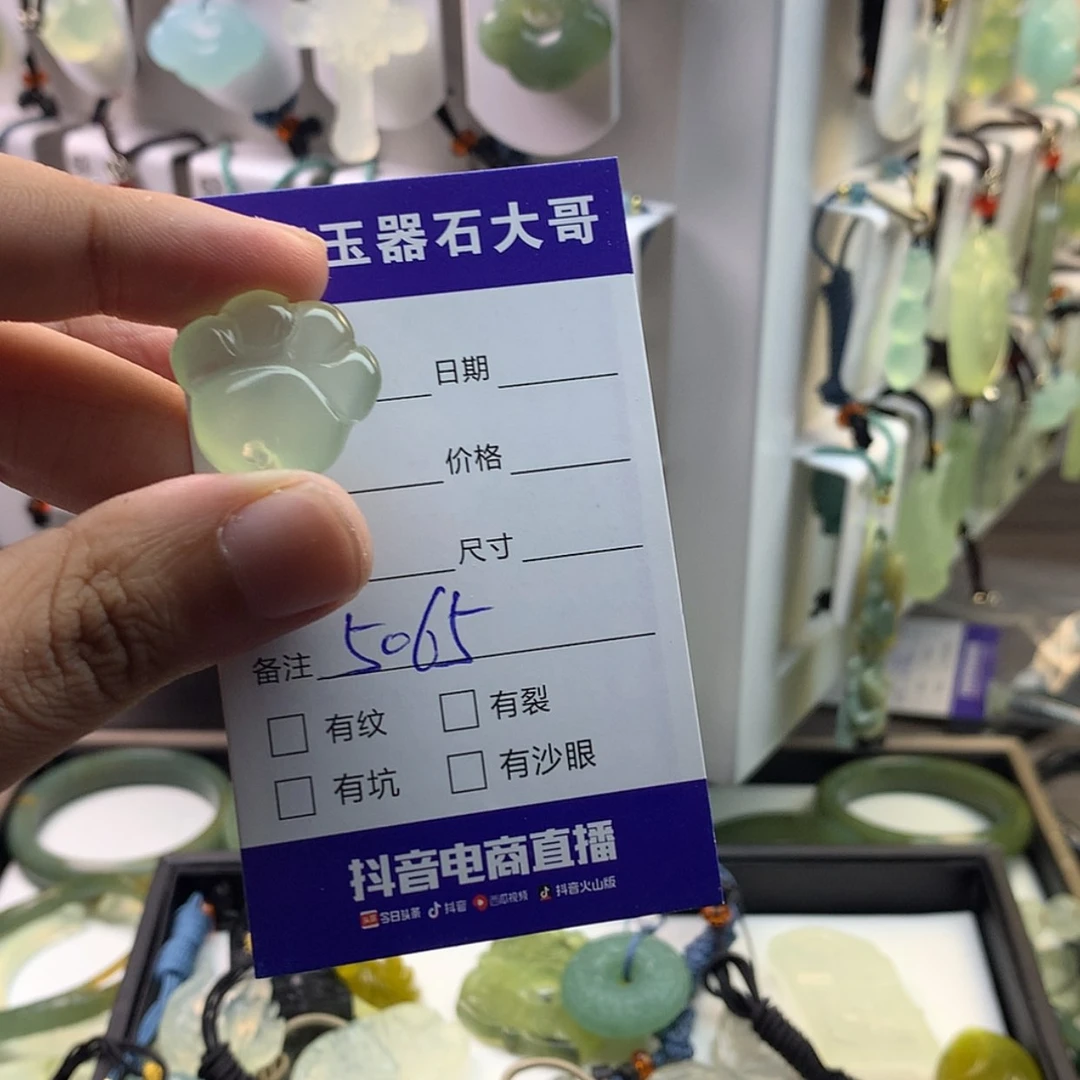 玉器石大哥
日期
价格
尺寸
备注 5065
有纹 有裂
有坑 有沙眼
抖音电商直播
今日头条 抖音 西瓜视频 抖音火山版